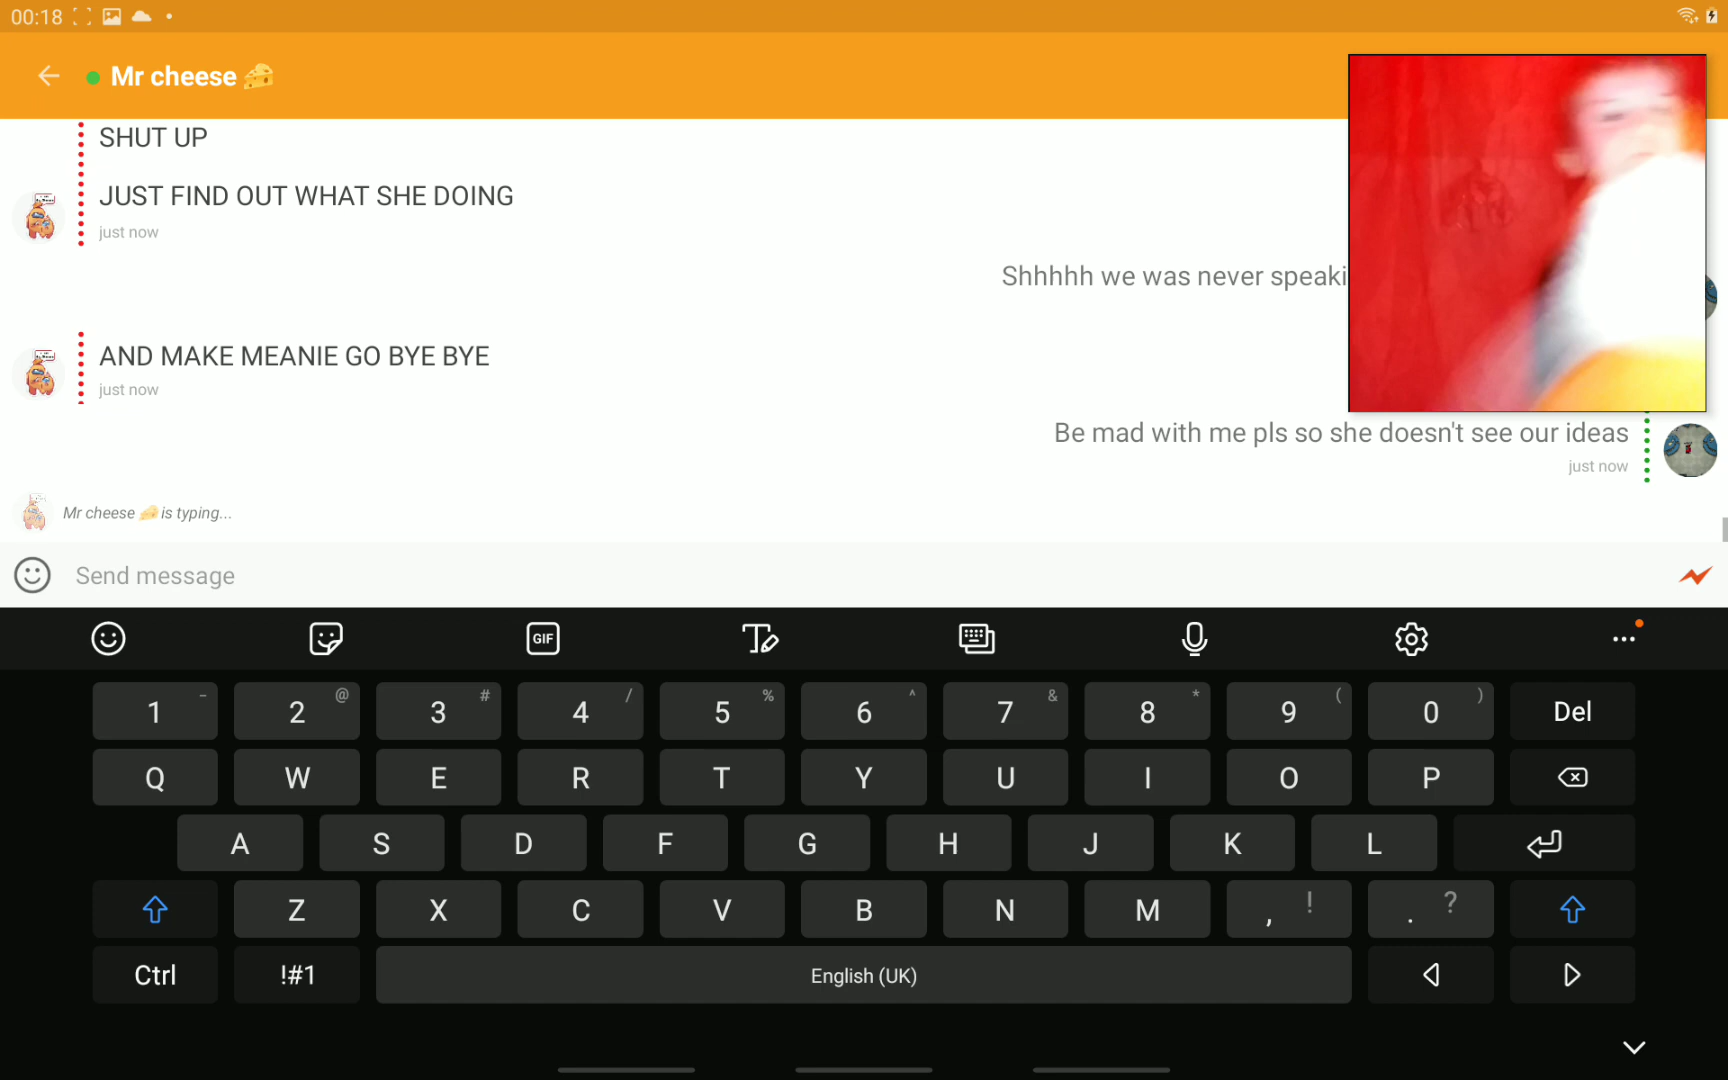 00:18
Mr cheese 🧀
SHUT UP
JUST FIND OUT WHAT SHE DOING
just now
Shhhhh we was never speaki
AND MAKE MEANIE GO BYE BYE
just now
Be mad with me pls so she doesn't see our ideas
just now
Mr cheese 🧀 is typing...
Send message
GIF
1 - 2 @ 3 # 4 / 5 % 6 ^ 7 & 8 * 9 ( 0 ) Del
Q W E R T Y U I O P
A S D F G H J K L
Z X C V B N M , ! . ?
Ctrl !#1 English (UK)